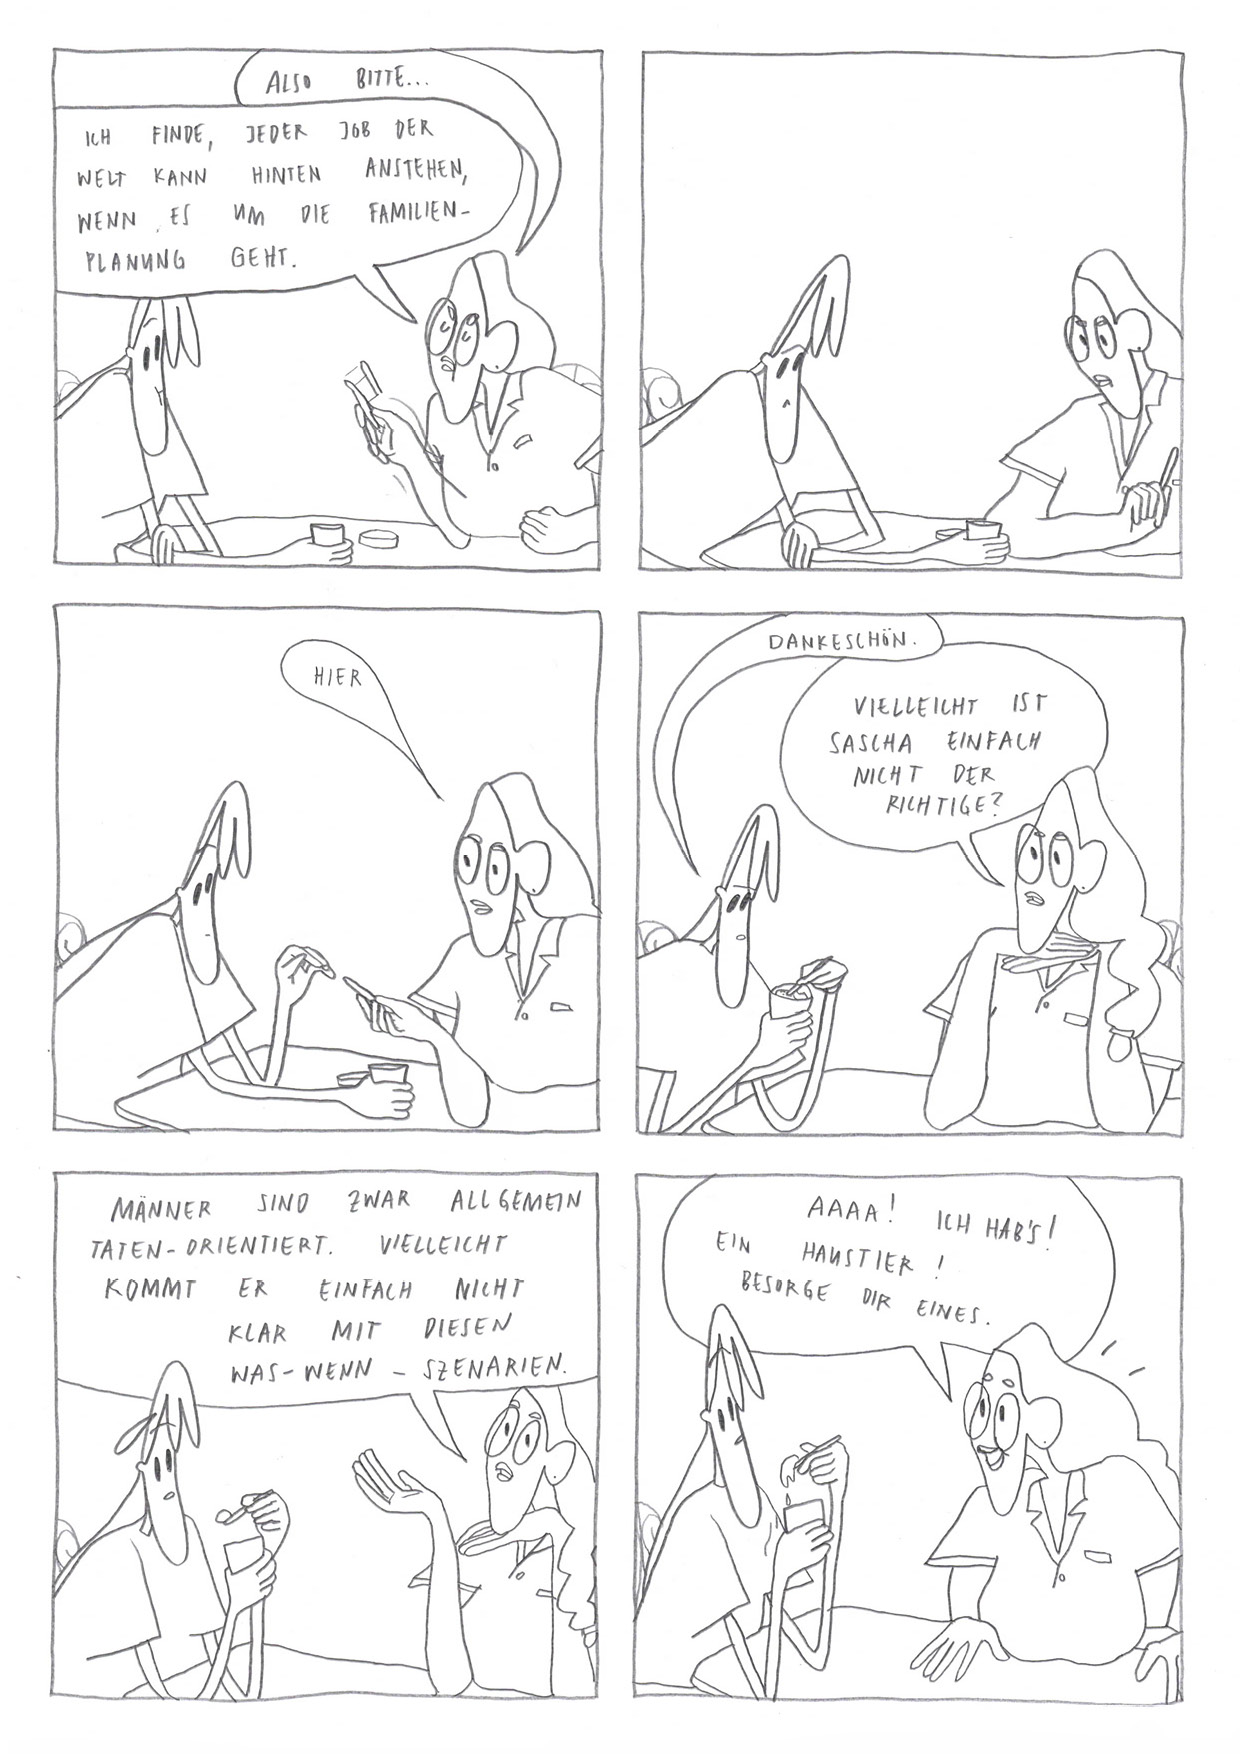 ALSO BITTE...
ICH FINDE, JEDER JOB DER
WELT KANN HINTEN ANSTEHEN,
WENN ES UM DIE FAMILIEN-
PLANUNG GEHT.
HIER
DANKESCHÖN.
VIELLEICHT IST
SASCHA EINFACH
NICHT DER
RICHTIGE?
MÄNNER SIND ZWAR ALLGEMEIN
TATEN-ORIENTIERT. VIELLEICHT
KOMMT ER EINFACH NICHT
KLAR MIT DIESEN
WAS-WENN - SZENARIEN.
AAAA! ICH HAB'S!
EIN HAUSTIER!
BESORGE DIR EINES.